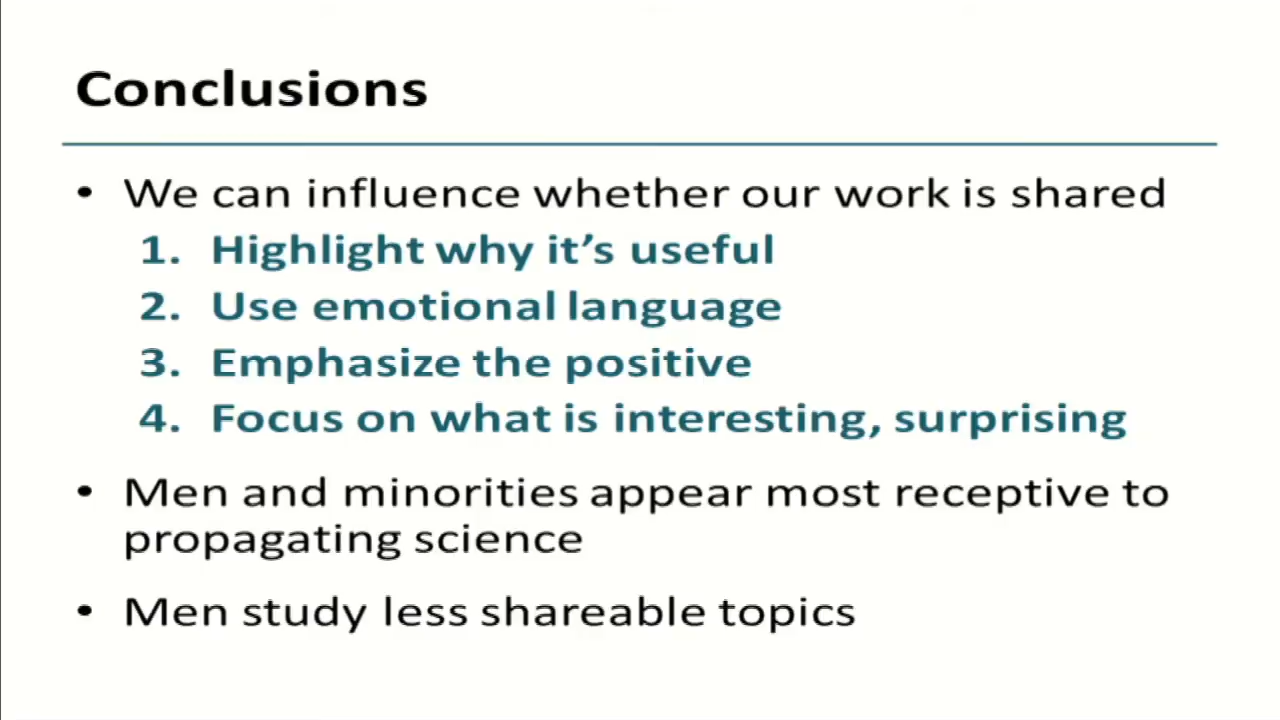 Conclusions
• We can influence whether our work is shared
1. Highlight why it’s useful
2. Use emotional language
3. Emphasize the positive
4. Focus on what is interesting, surprising
• Men and minorities appear most receptive to
propagating science
• Men study less shareable topics